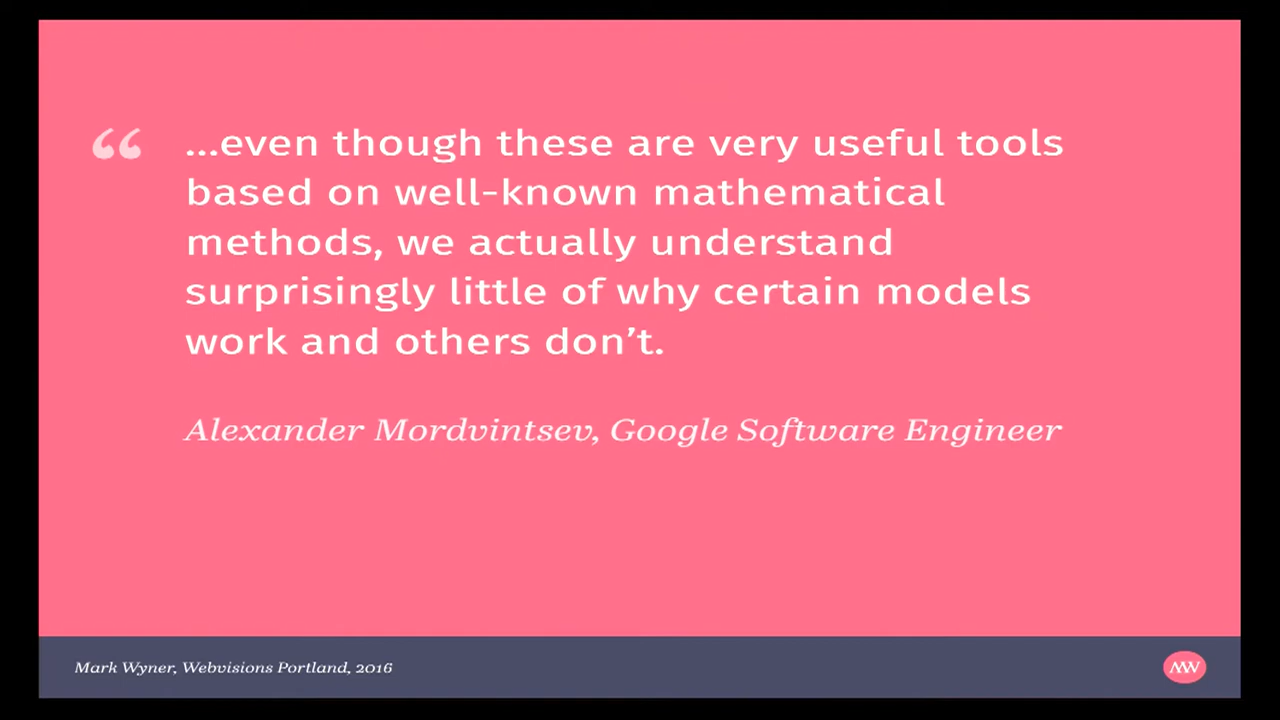 “ ...even though these are very useful tools
based on well-known mathematical
methods, we actually understand
surprisingly little of why certain models
work and others don’t.
Alexander Mordvintsev, Google Software Engineer
Mark Wyner, Webvisions Portland, 2016
MW